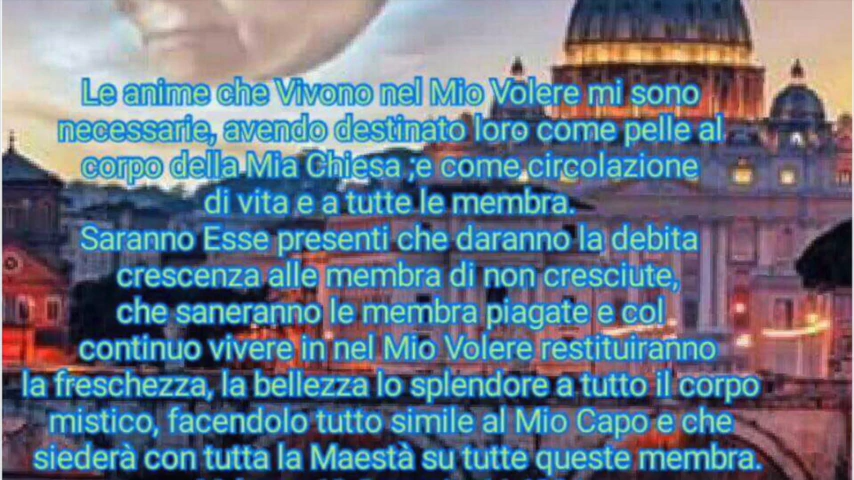 Le anime che Vivono nel Mio Volere mi sono
necessarie, avendo destinato loro come pelle al
corpo della Mia Chiesa ;e come circolazione
di vita e a tutte le membra.
Saranno Esse presenti che daranno la debita
crescenza alle membra di non cresciute,
che saneranno le membra piagate e col
continuo vivere in nel Mio Volere restituiranno
la freschezza, la bellezza lo splendore a tutto il corpo
mistico, facendolo tutto simile al Mio Capo e che
siederà con tutta la Maestà su tutte queste membra.